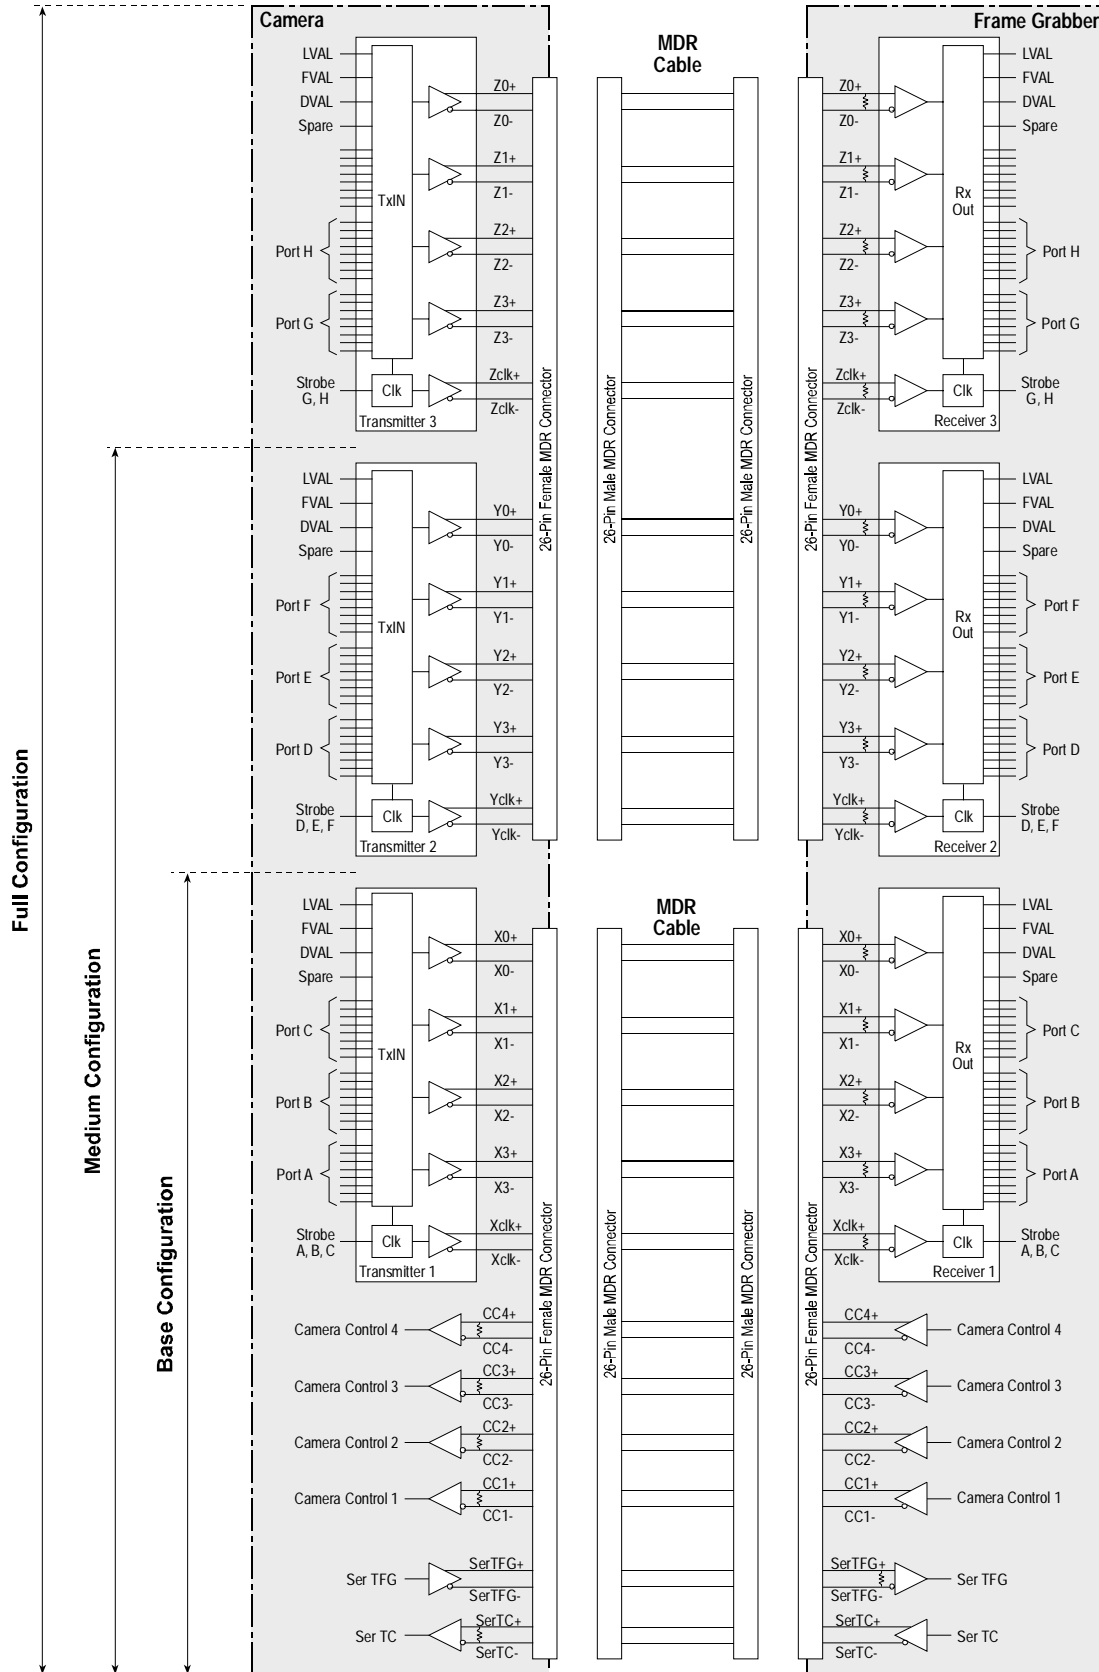 Camera
Frame Grabber
MDR
Cable
LVAL
FVAL
DVAL
Spare
Port H
Port G
Strobe
G, H
TxIN
Clk
Transmitter 3
Z0+
Z0-
Z1+
Z1-
Z2+
Z2-
Z3+
Z3-
Zclk+
Zclk-
26-Pin Female MDR Connector
26-Pin Male MDR Connector
26-Pin Male MDR Connector
26-Pin Female MDR Connector
Z0+
Z0-
Z1+
Z1-
Z2+
Z2-
Z3+
Z3-
Zclk+
Zclk-
Rx
Out
Clk
Receiver 3
LVAL
FVAL
DVAL
Spare
Port H
Port G
Strobe
G, H
LVAL
FVAL
DVAL
Spare
Port F
Port E
Port D
Strobe
D, E, F
TxIN
Clk
Transmitter 2
Y0+
Y0-
Y1+
Y1-
Y2+
Y2-
Y3+
Y3-
Yclk+
Yclk-
Y0+
Y0-
Y1+
Y1-
Y2+
Y2-
Y3+
Y3-
Yclk+
Yclk-
Rx
Out
Clk
Receiver 2
LVAL
FVAL
DVAL
Spare
Port F
Port E
Port D
Strobe
D, E, F
Full Configuration
Medium Configuration
Base Configuration
MDR
Cable
LVAL
FVAL
DVAL
Spare
Port C
Port B
Port A
Strobe
A, B, C
TxIN
Clk
Transmitter 1
X0+
X0-
X1+
X1-
X2+
X2-
X3+
X3-
Xclk+
Xclk-
26-Pin Female MDR Connector
26-Pin Male MDR Connector
26-Pin Male MDR Connector
26-Pin Female MDR Connector
X0+
X0-
X1+
X1-
X2+
X2-
X3+
X3-
Xclk+
Xclk-
Rx
Out
Clk
Receiver 1
LVAL
FVAL
DVAL
Spare
Port C
Port B
Port A
Strobe
A, B, C
Camera Control 4
CC4+
CC4-
CC4+
CC4-
Camera Control 4
Camera Control 3
CC3+
CC3-
CC3+
CC3-
Camera Control 3
Camera Control 2
CC2+
CC2-
CC2+
CC2-
Camera Control 2
Camera Control 1
CC1+
CC1-
CC1+
CC1-
Camera Control 1
Ser TFG
SerTFG+
SerTFG-
SerTFG+
SerTFG-
Ser TFG
Ser TC
SerTC+
SerTC-
SerTC+
SerTC-
Ser TC